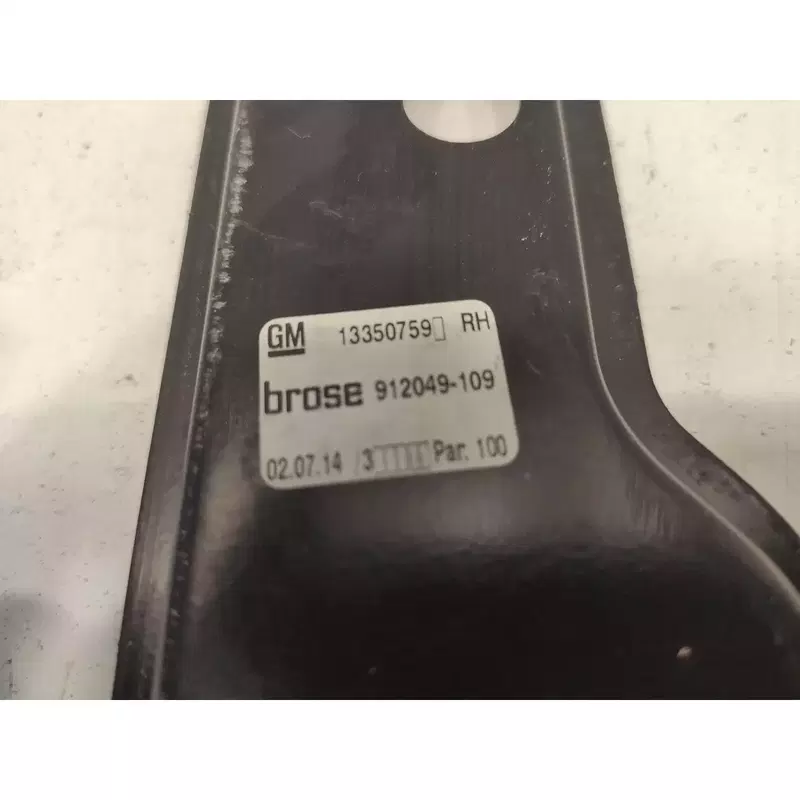 GM 13350759▯ RH
brose 912049-109
02.07.14 /3▯▯▯▯▯ Par. 100